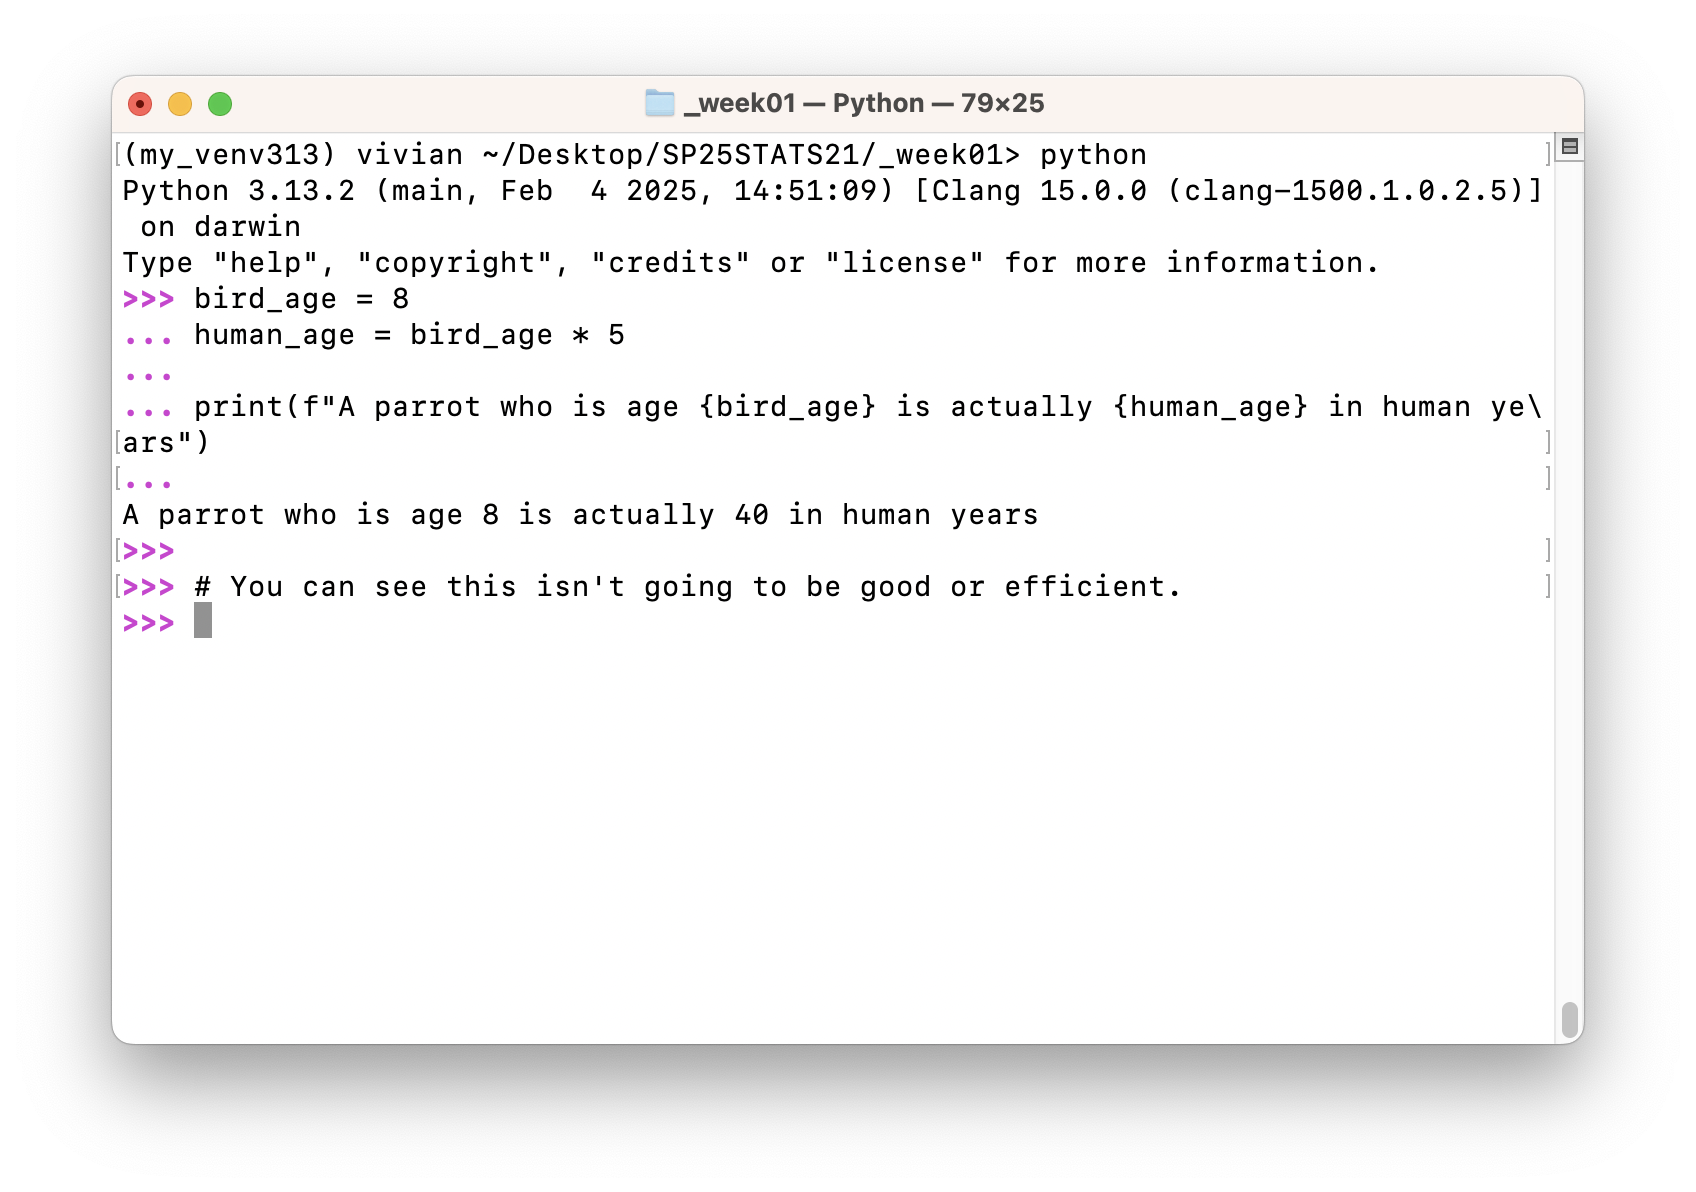 _week01 — Python — 79×25
(my_venv313) vivian ~/Desktop/SP25STATS21/_week01> python
Python 3.13.2 (main, Feb  4 2025, 14:51:09) [Clang 15.0.0 (clang-1500.1.0.2.5)]
 on darwin
Type "help", "copyright", "credits" or "license" for more information.
>>> bird_age = 8
... human_age = bird_age * 5
...
... print(f"A parrot who is age {bird_age} is actually {human_age} in human ye\
ars")
...
A parrot who is age 8 is actually 40 in human years
>>>
>>> # You can see this isn't going to be good or efficient.
>>>